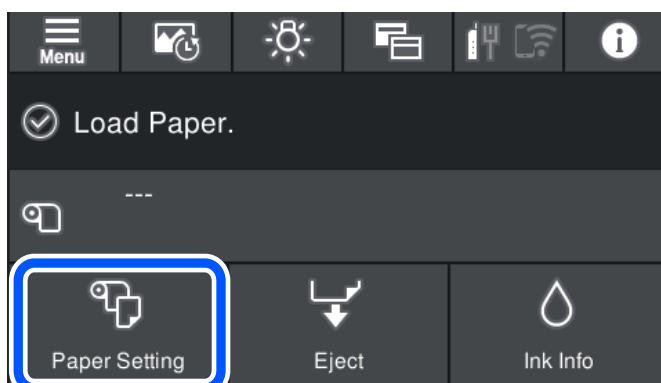 Menu
Load Paper.
---
Paper Setting
Eject
Ink Info